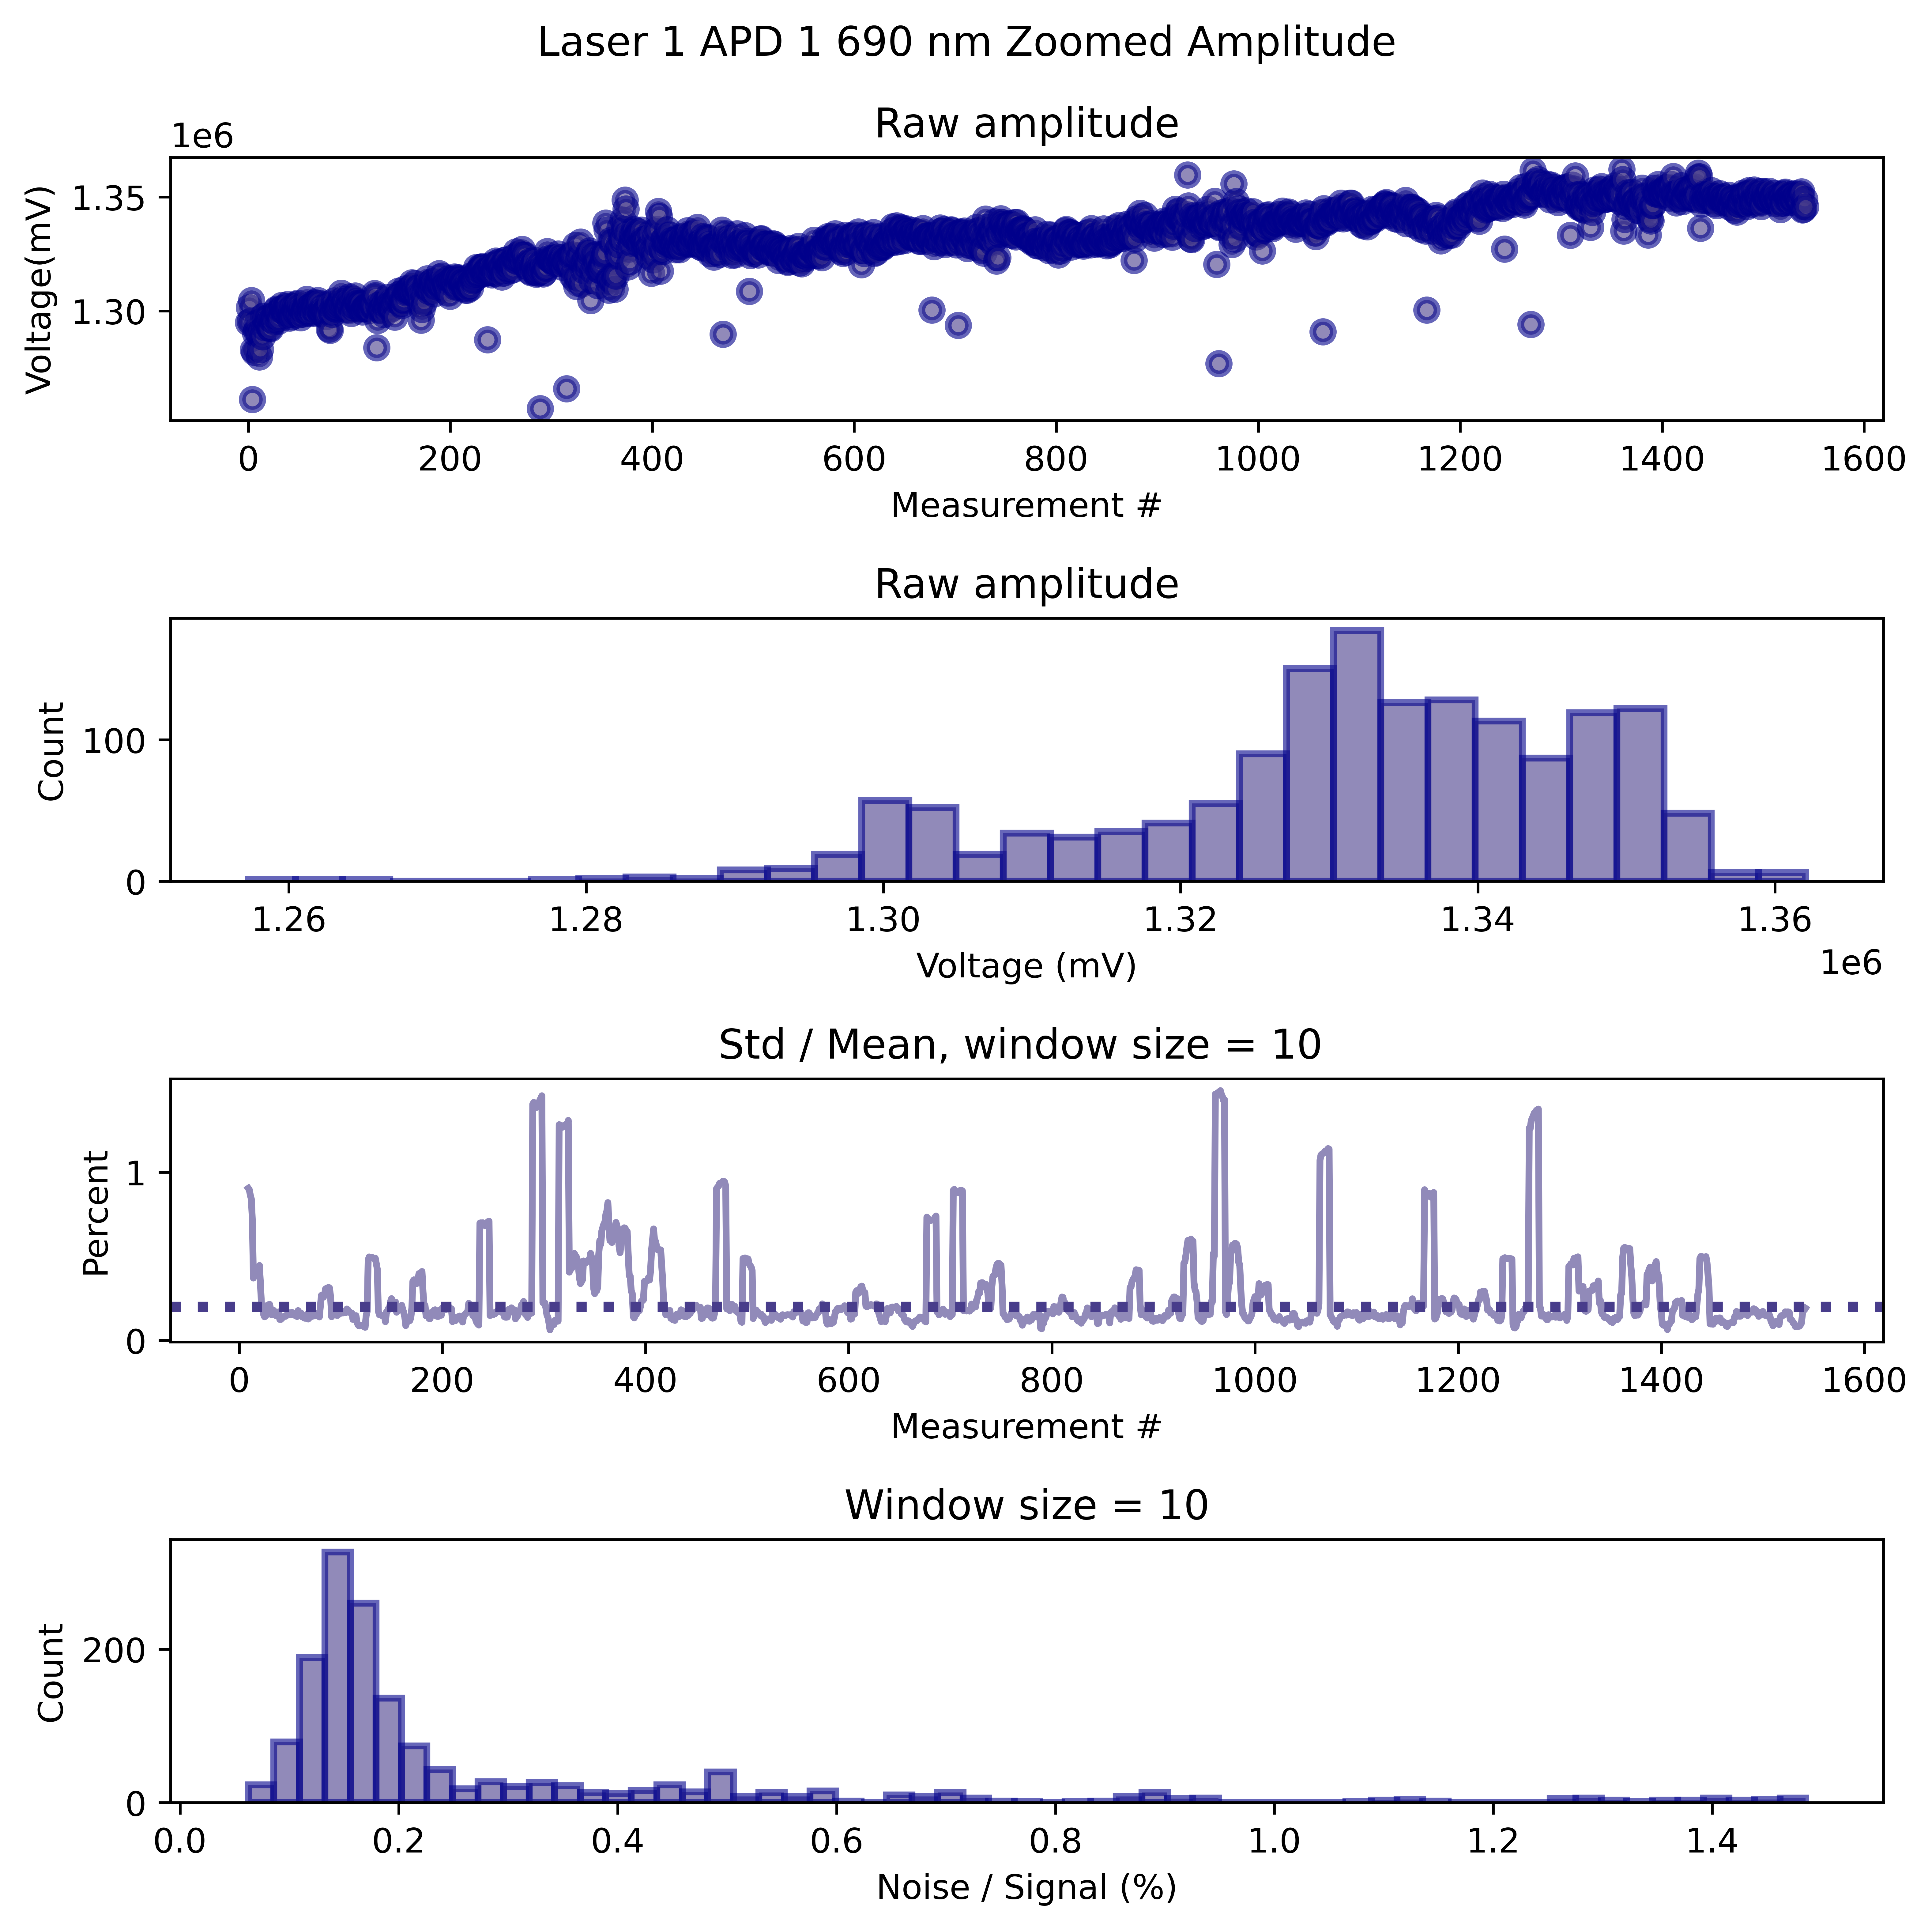 Laser 1 APD 1 690 nm Zoomed Amplitude
Raw amplitude
1e6
1.35
1.30
Voltage(mV)
0 200 400 600 800 1000 1200 1400 1600
Measurement #
Raw amplitude
100
0
Count
1.26 1.28 1.30 1.32 1.34 1.36
1e6
Voltage (mV)
Std / Mean, window size = 10
1
0
Percent
0 200 400 600 800 1000 1200 1400 1600
Measurement #
Window size = 10
200
0
Count
0.0 0.2 0.4 0.6 0.8 1.0 1.2 1.4
Noise / Signal (%)